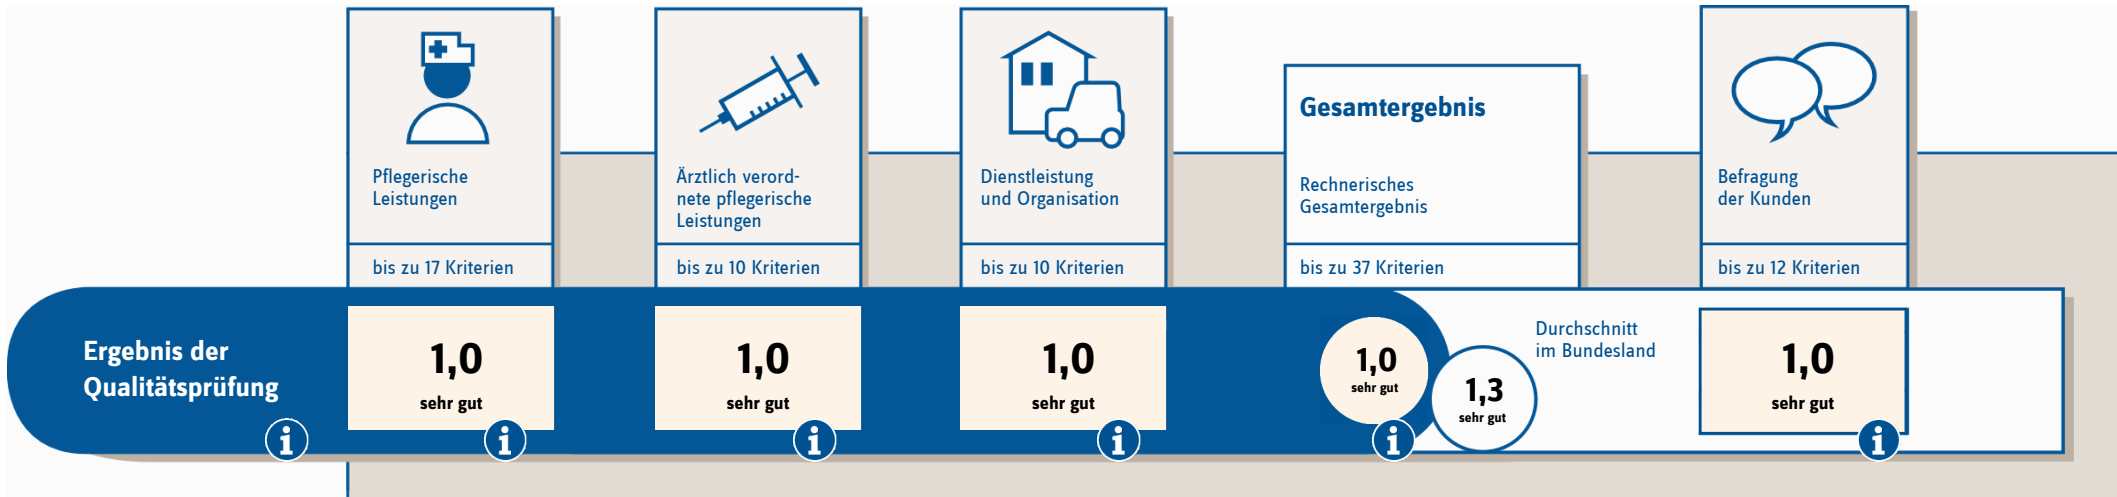 Pflegerische
Leistungen
bis zu 17 Kriterien
Ärztlich verord-
nete pflegerische
Leistungen
bis zu 10 Kriterien
Dienstleistung
und Organisation
bis zu 10 Kriterien
Gesamtergebnis
Rechnerisches
Gesamtergebnis
bis zu 37 Kriterien
Befragung
der Kunden
bis zu 12 Kriterien
Ergebnis der
Qualitätsprüfung
i
1,0
sehr gut
i
1,0
sehr gut
i
1,0
sehr gut
i
1,0
sehr gut
i
1,3
sehr gut
Durchschnitt
im Bundesland
1,0
sehr gut
i